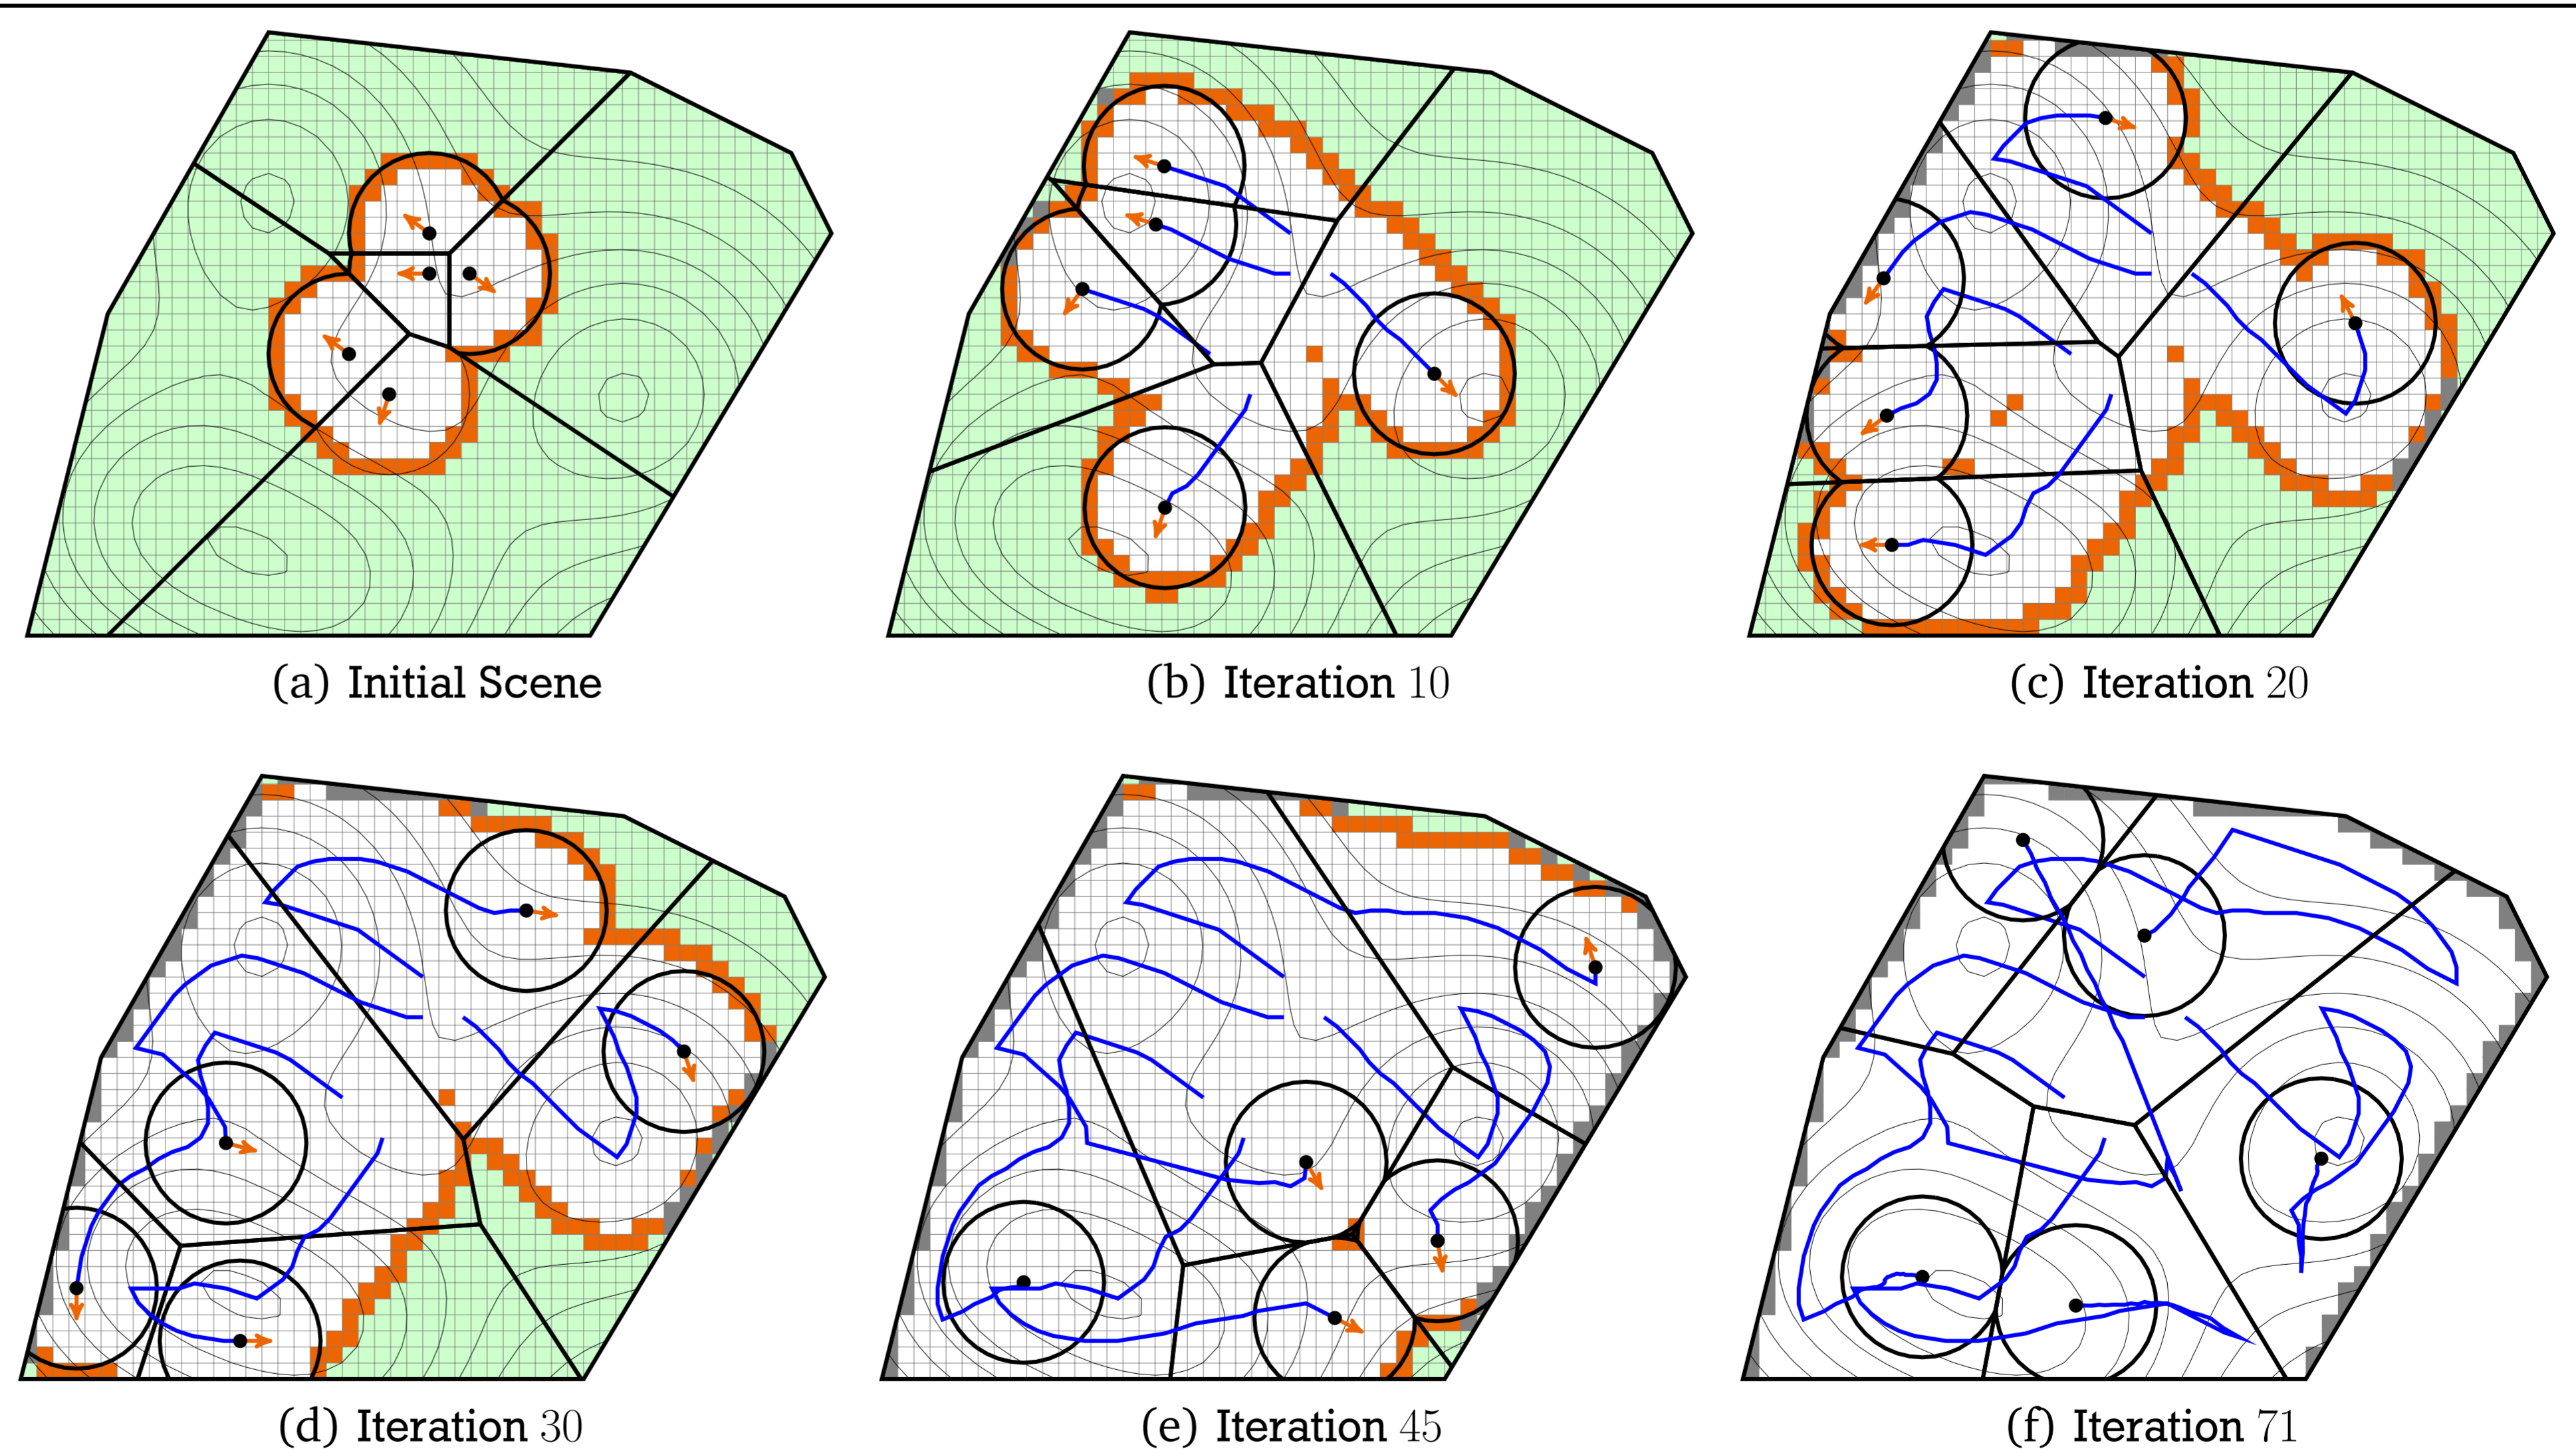 (a) Initial Scene
(b) Iteration 10
(c) Iteration 20
(d) Iteration 30
(e) Iteration 45
(f) Iteration 71